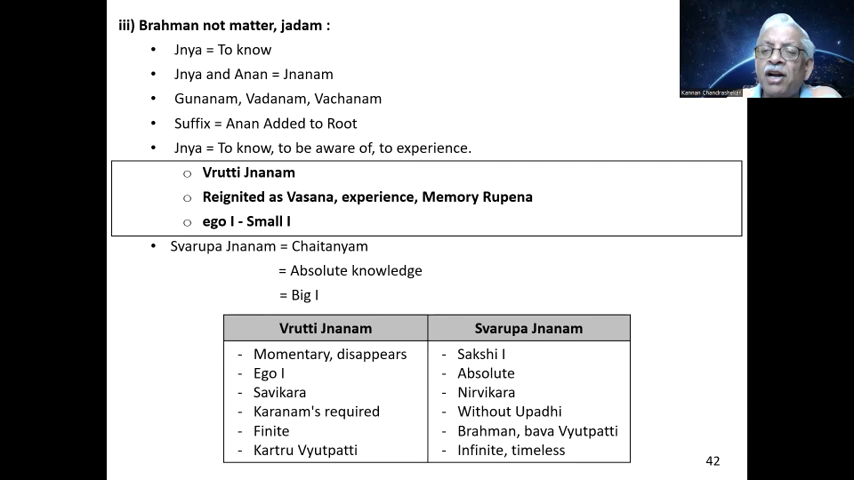 iii) Brahman not matter, jadam :
• Jnya = To know
• Jnya and Anan = Jnanam
• Gunanam, Vadanam, Vachanam
• Suffix = Anan Added to Root
• Jnya = To know, to be aware of, to experience.
○ Vrutti Jnanam
○ Reignited as Vasana, experience, Memory Rupena
○ ego I - Small I
• Svarupa Jnanam = Chaitanyam
= Absolute knowledge
= Big I
Vrutti Jnanam
- Momentary, disappears
- Ego I
- Savikara
- Karanam's required
- Finite
- Kartru Vyutpatti
Svarupa Jnanam
- Sakshi I
- Absolute
- Nirvikara
- Without Upadhi
- Brahman, bava Vyutpatti
- Infinite, timeless
42
Kannan Chandrashekar